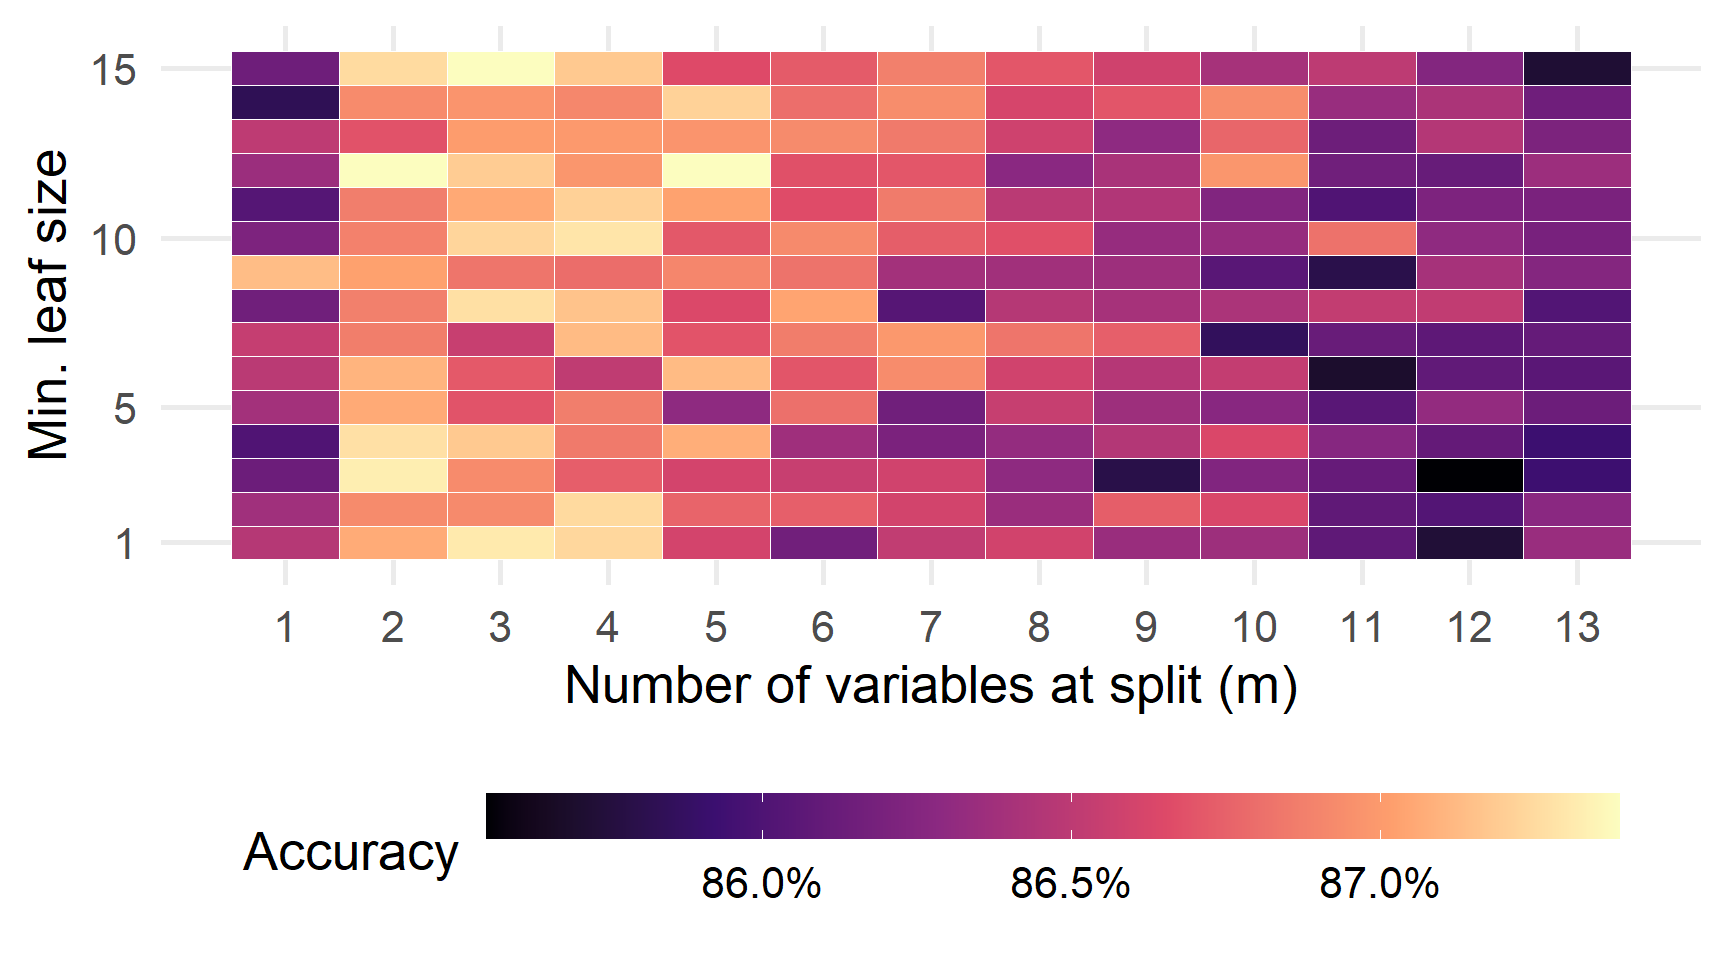 Min. leaf size
15
10
5
1
1 2 3 4 5 6 7 8 9 10 11 12 13
Number of variables at split (m)
Accuracy
86.0% 86.5% 87.0%